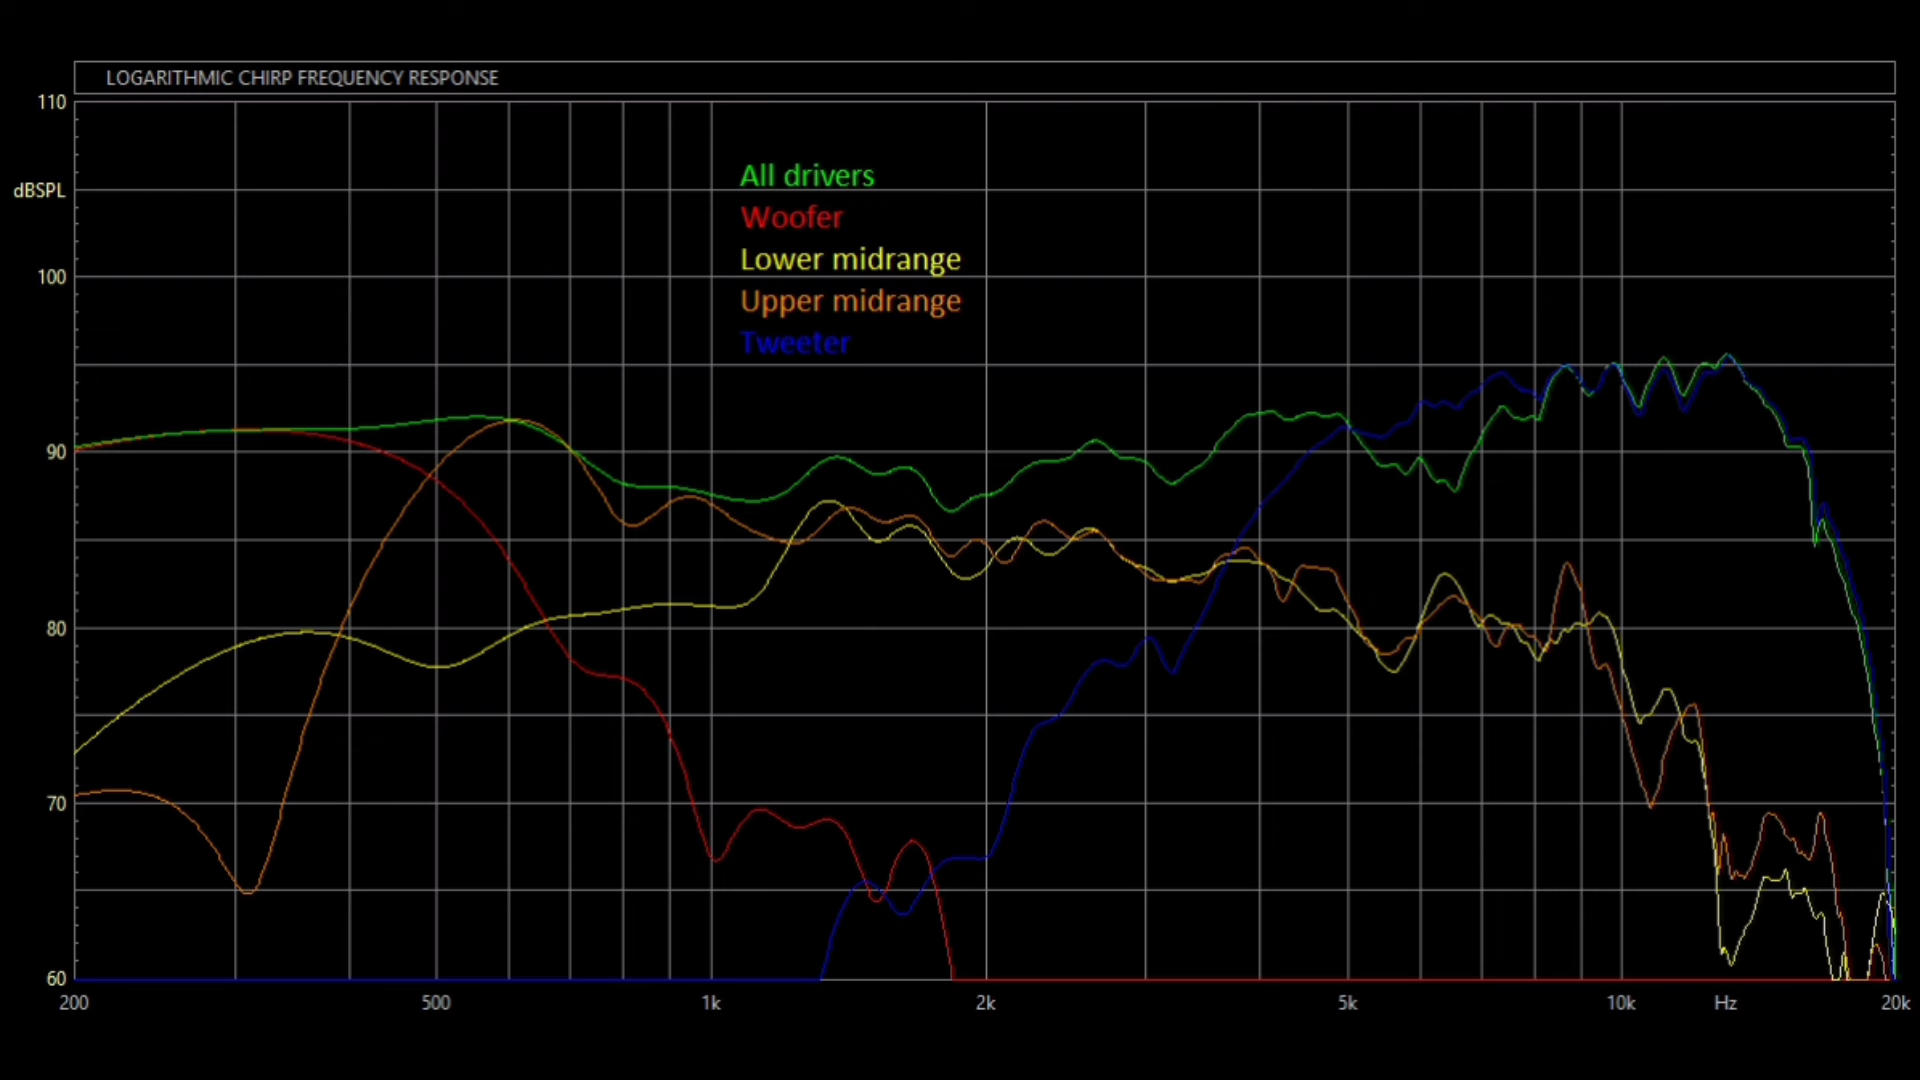 LOGARITHMIC CHIRP FREQUENCY RESPONSE
110
dBSPL
100
90
80
70
60
All drivers
Woofer
Lower midrange
Upper midrange
Tweeter
200 500 1k 2k 5k 10k Hz 20k